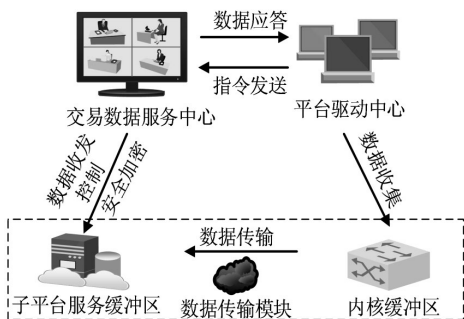 数据应答
指令发送
交易数据服务中心
平台驱动中心
数据收发
控制
安全加密
数据收集
数据传输
子平台服务缓冲区
数据传输模块
内核缓冲区